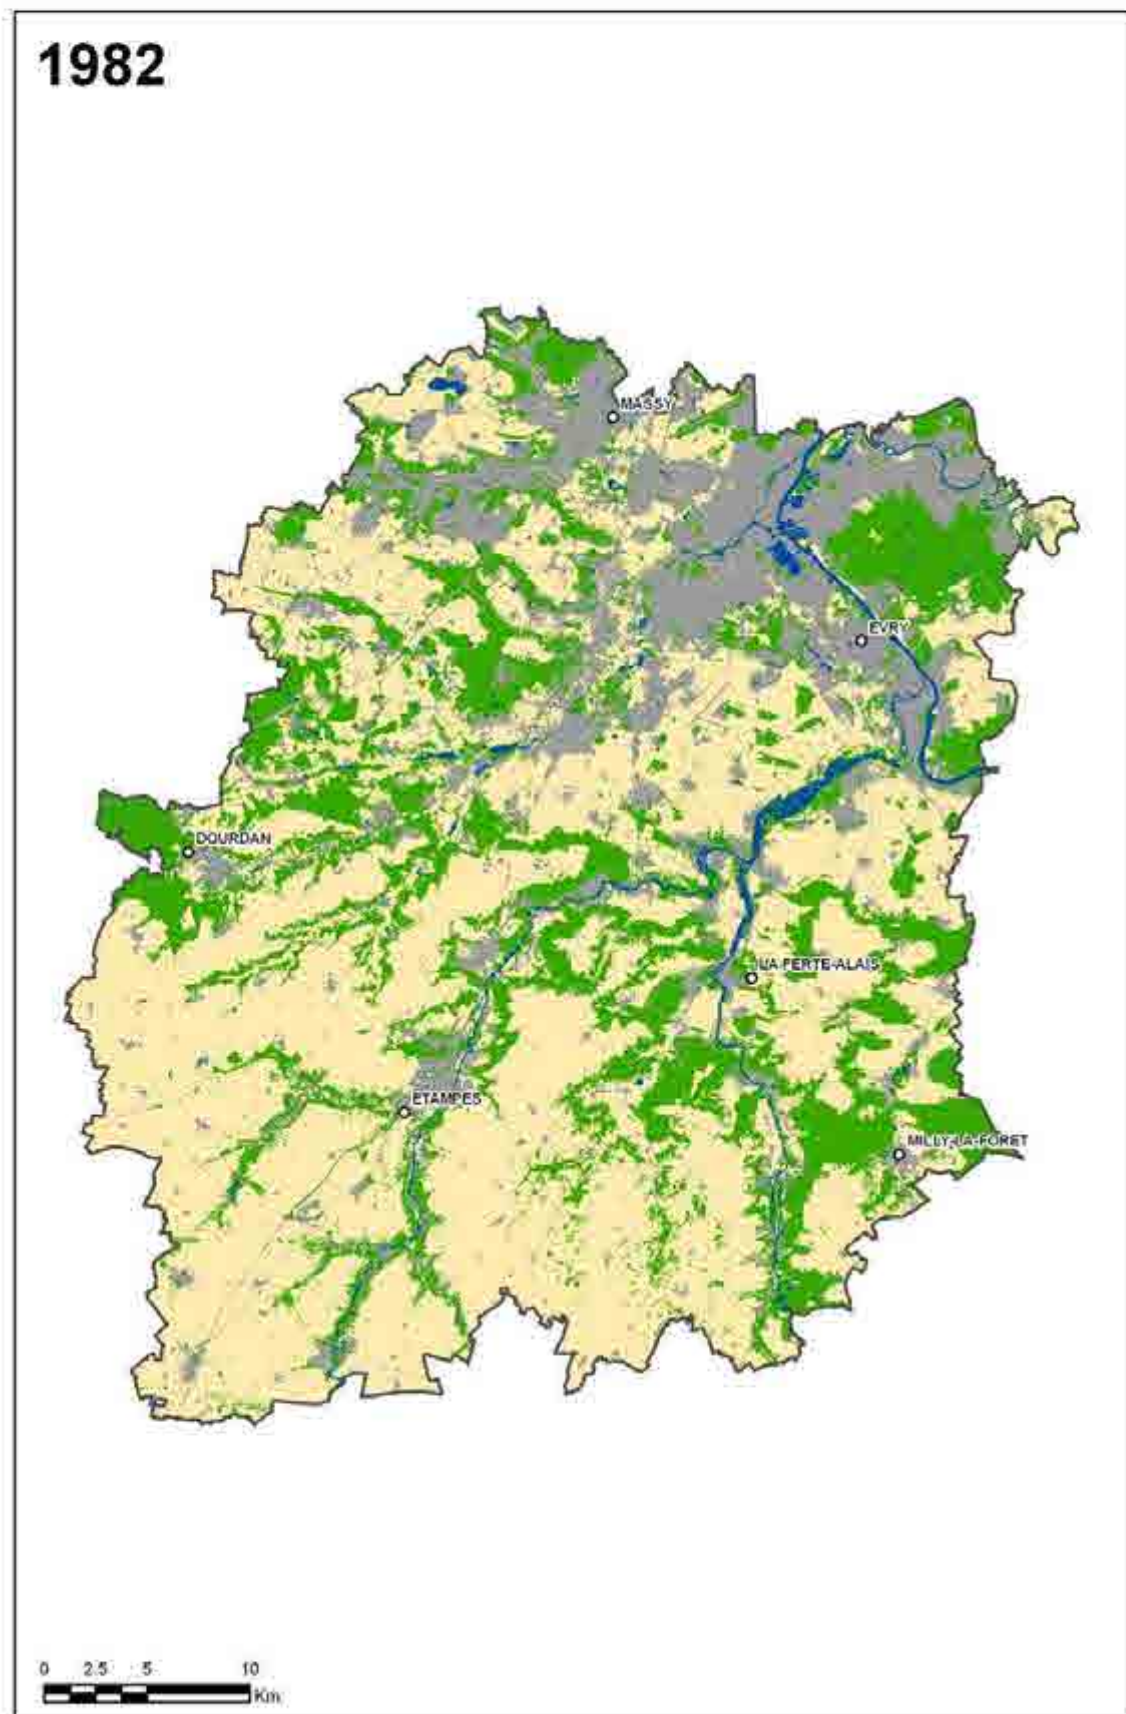 1982
MASSY
EVRY
DOURDAN
LA FERTE-ALAIS
ETAMPES
MILLY-LA-FORET
0 2.5 5 10
Km